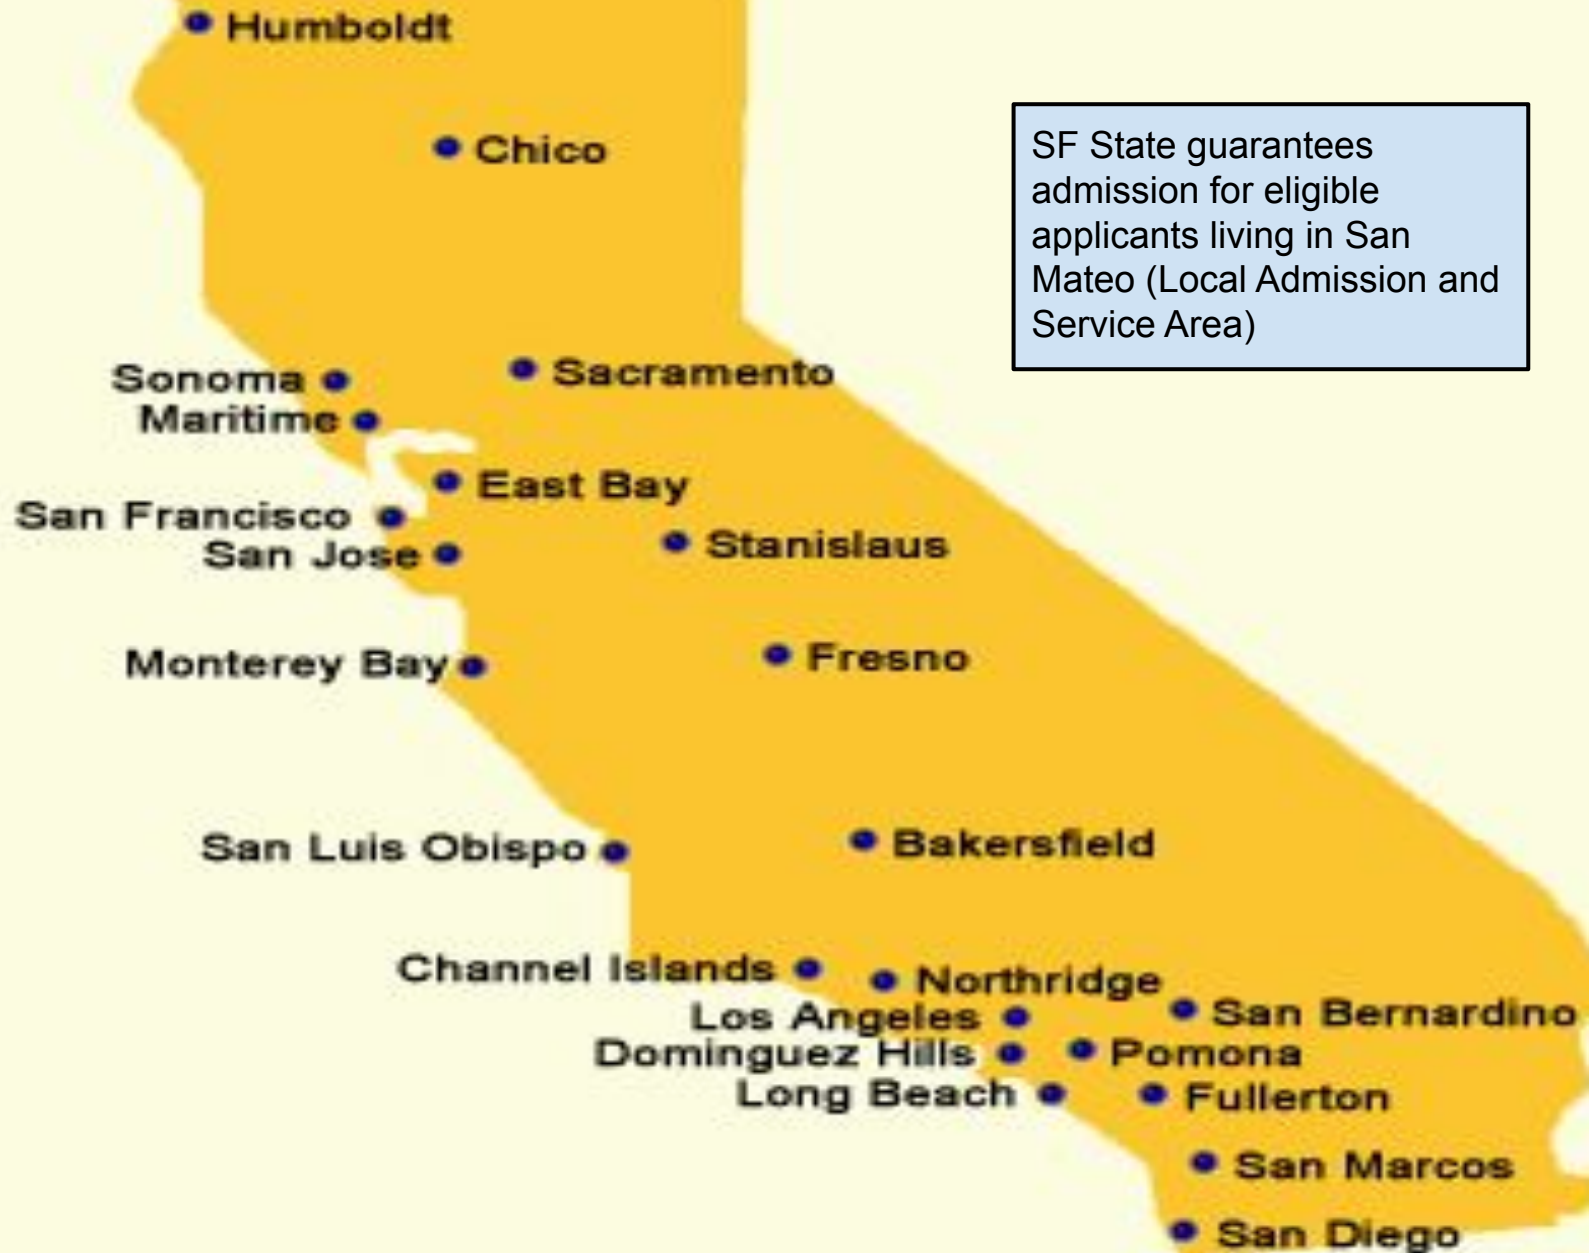 Humboldt
Chico
SF State guarantees
admission for eligible
applicants living in San
Mateo (Local Admission and
Service Area)
Sonoma
Sacramento
Maritime
East Bay
San Francisco
San Jose
Stanislaus
Monterey Bay
Fresno
San Luis Obispo
Bakersfield
Channel Islands
Northridge
Los Angeles
San Bernardino
Dominguez Hills
Pomona
Long Beach
Fullerton
San Marcos
San Diego